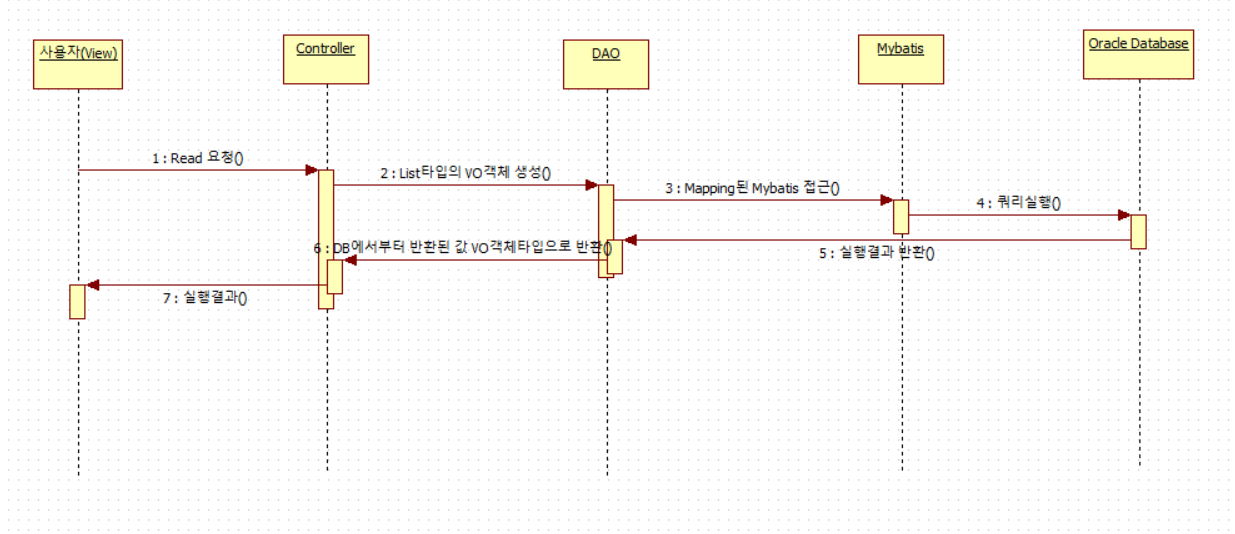 사용자(View)
Controller
DAO
Mybatis
Oracle Database
1 : Read 요청()
2 : List타입의 VO객체 생성()
3 : Mapping된 Mybatis 접근()
4 : 쿼리실행()
5 : 실행결과 반환()
6 : DB에서부터 반환된 값 VO객체타입으로 반환()
7 : 실행결과()